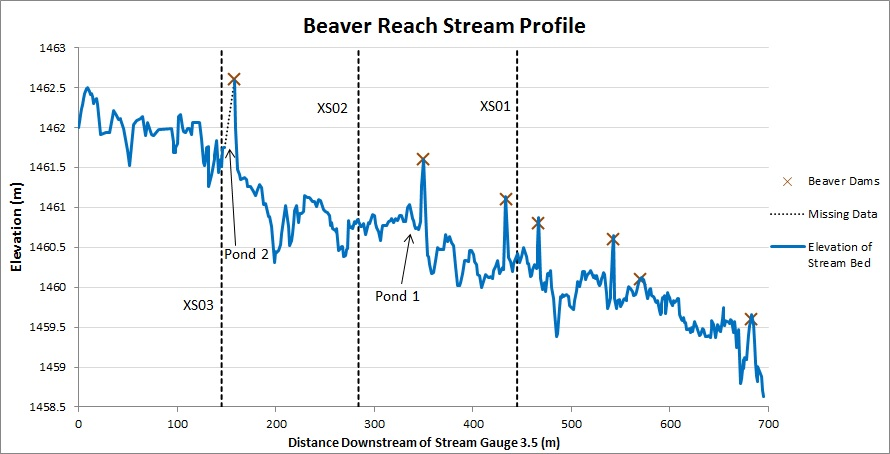 Beaver Reach Stream Profile
1463
1462.5
1462
1461.5
1461
1460.5
1460
1459.5
1459
1458.5
Elevation (m)
XS02
XS01
XS03
Pond 2
Pond 1
0
100
200
300
400
500
600
700
Distance Downstream of Stream Gauge 3.5 (m)
Beaver Dams
Missing Data
Elevation of
Stream Bed